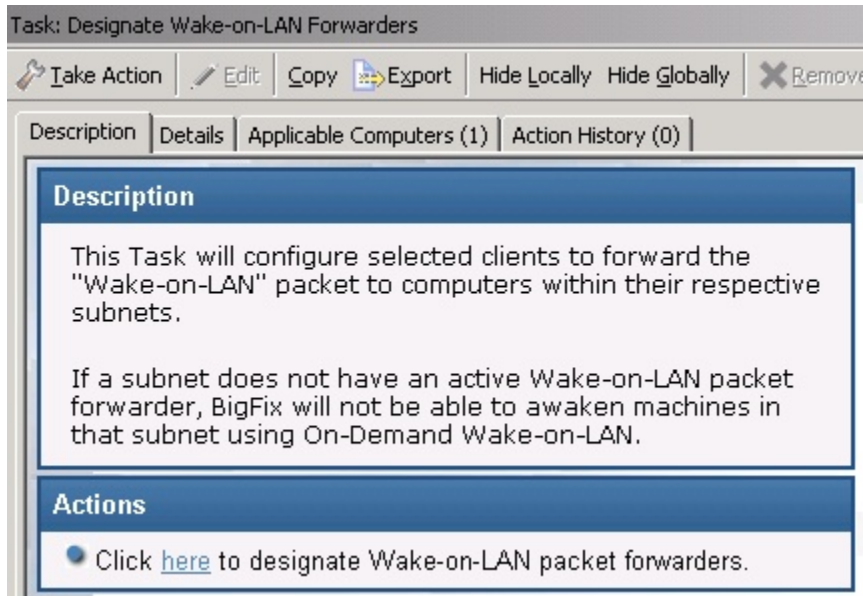 Task: Designate Wake-on-LAN Forwarders
Take Action Edit Copy Export Hide Locally Hide Globally Remove
Description Details Applicable Computers (1) Action History (0)
Description
This Task will configure selected clients to forward the
"Wake-on-LAN" packet to computers within their respective
subnets.
If a subnet does not have an active Wake-on-LAN packet
forwarder, BigFix will not be able to awaken machines in
that subnet using On-Demand Wake-on-LAN.
Actions
Click here to designate Wake-on-LAN packet forwarders.